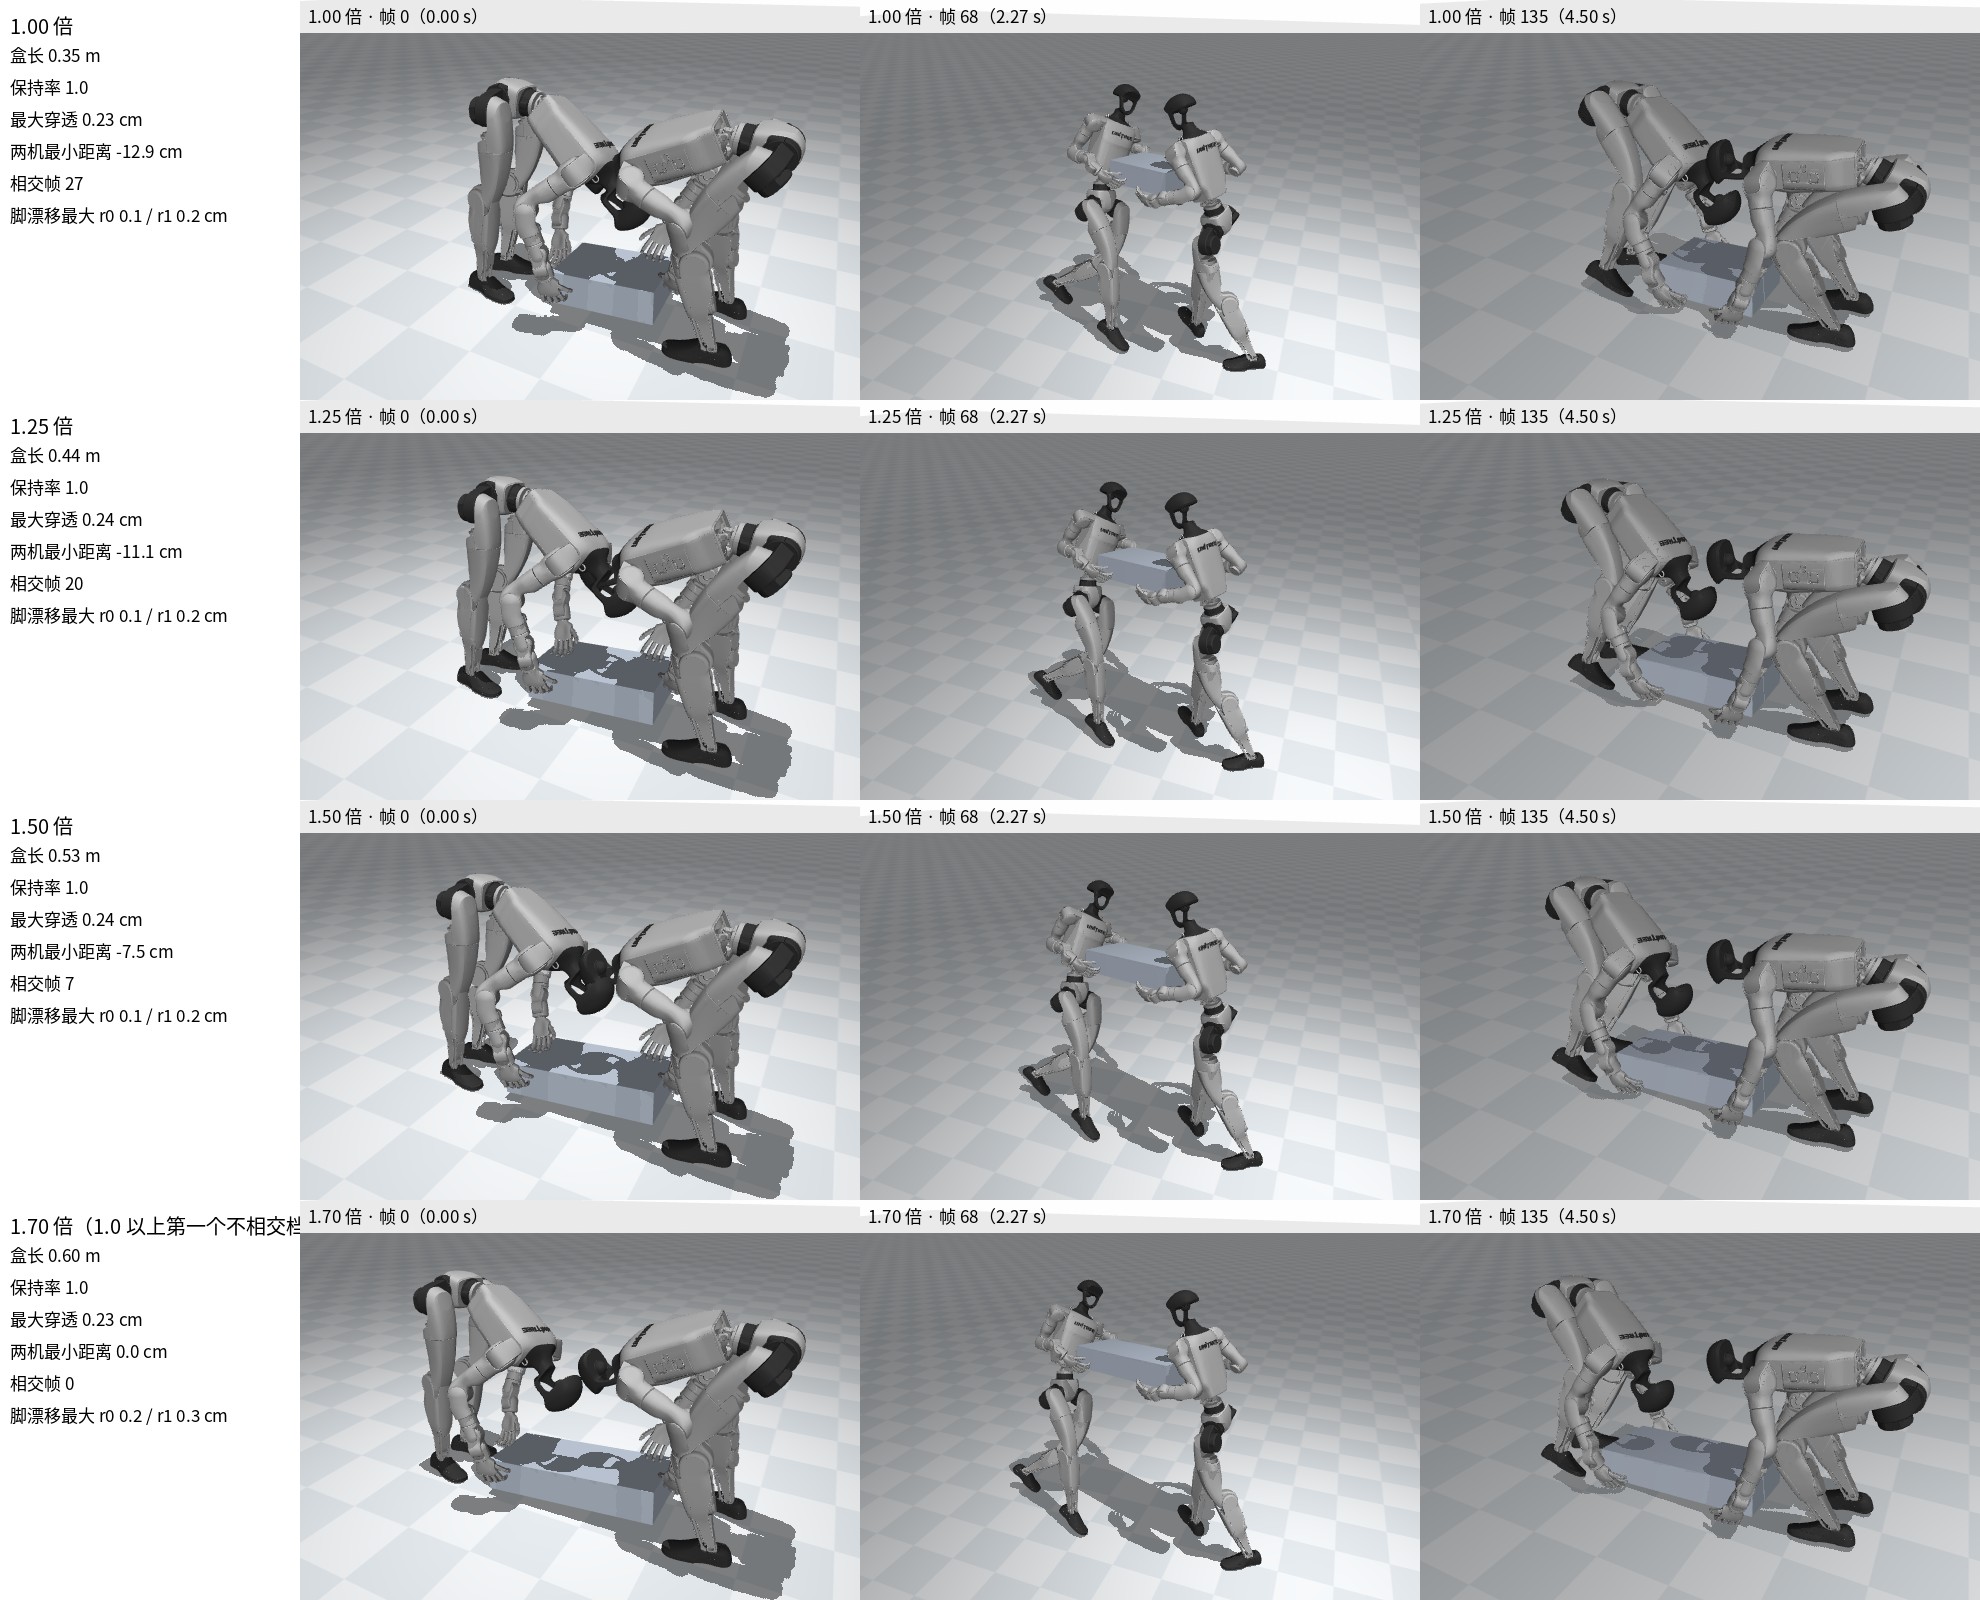 1.00 倍
盒长 0.35 m
保持率 1.0
最大穿透 0.23 cm
两机最小距离 -12.9 cm
相交帧 27
脚漂移最大 r0 0.1 / r1 0.2 cm
1.00 倍 · 帧 0（0.00 s）
1.00 倍 · 帧 68（2.27 s）
1.00 倍 · 帧 135（4.50 s）
1.25 倍
盒长 0.44 m
保持率 1.0
最大穿透 0.24 cm
两机最小距离 -11.1 cm
相交帧 20
脚漂移最大 r0 0.1 / r1 0.2 cm
1.25 倍 · 帧 0（0.00 s）
1.25 倍 · 帧 68（2.27 s）
1.25 倍 · 帧 135（4.50 s）
1.50 倍
盒长 0.53 m
保持率 1.0
最大穿透 0.24 cm
两机最小距离 -7.5 cm
相交帧 7
脚漂移最大 r0 0.1 / r1 0.2 cm
1.50 倍 · 帧 0（0.00 s）
1.50 倍 · 帧 68（2.27 s）
1.50 倍 · 帧 135（4.50 s）
1.70 倍（1.0 以上第一个不相交档
盒长 0.60 m
保持率 1.0
最大穿透 0.23 cm
两机最小距离 0.0 cm
相交帧 0
脚漂移最大 r0 0.2 / r1 0.3 cm
1.70 倍 · 帧 0（0.00 s）
1.70 倍 · 帧 68（2.27 s）
1.70 倍 · 帧 135（4.50 s）